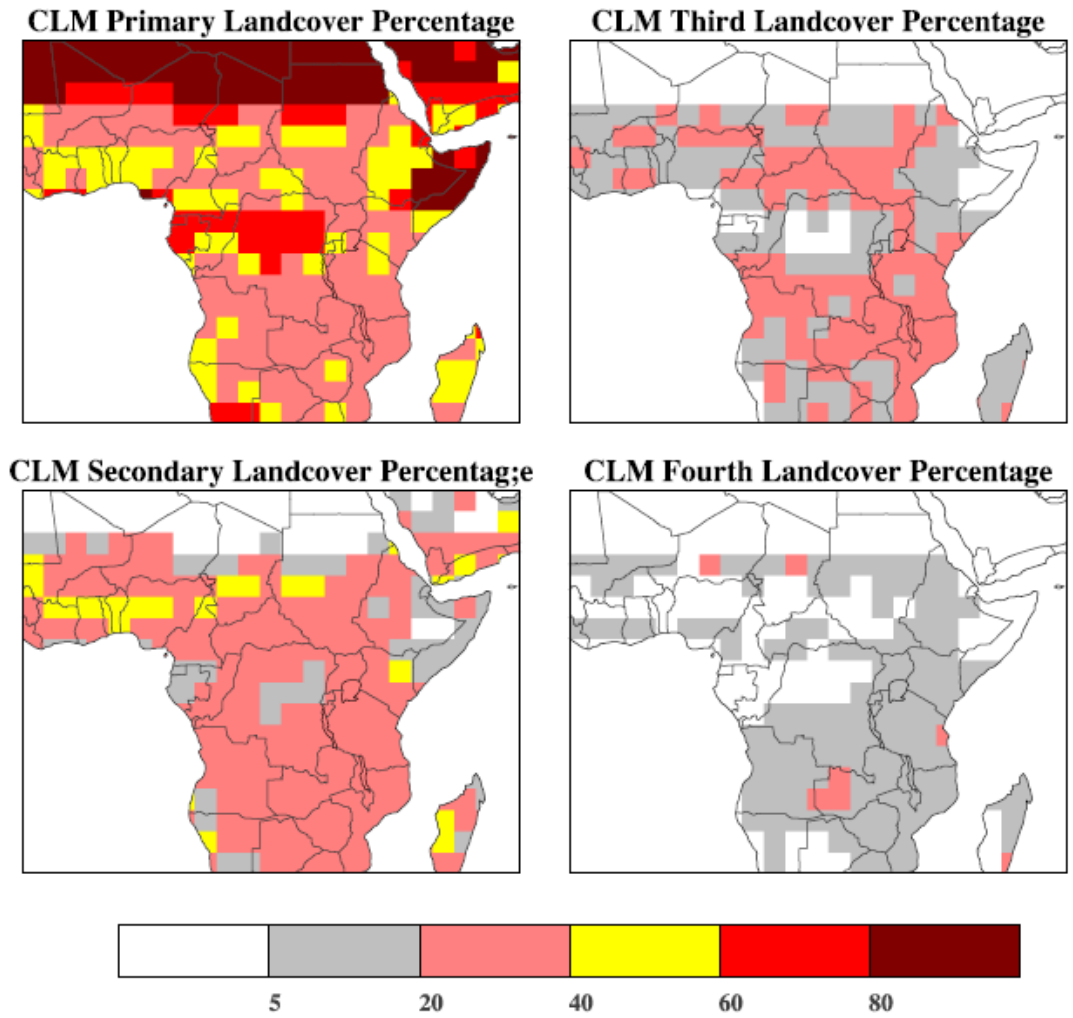 CLM Primary Landcover Percentage
CLM Third Landcover Percentage
CLM Secondary Landcover Percentag;e
CLM Fourth Landcover Percentage
5 20 40 60 80